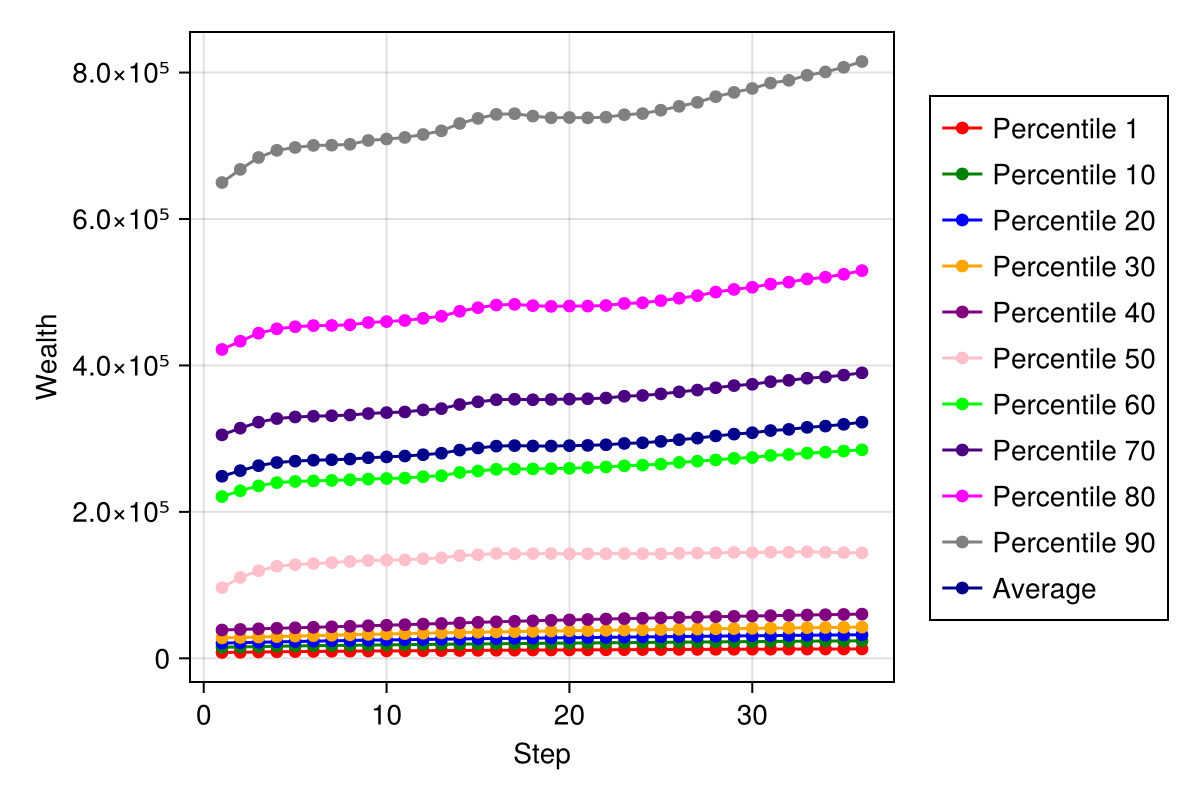 Wealth
8.0×10⁵
6.0×10⁵
4.0×10⁵
2.0×10⁵
0
0 10 20 30
Step
Percentile 1
Percentile 10
Percentile 20
Percentile 30
Percentile 40
Percentile 50
Percentile 60
Percentile 70
Percentile 80
Percentile 90
Average